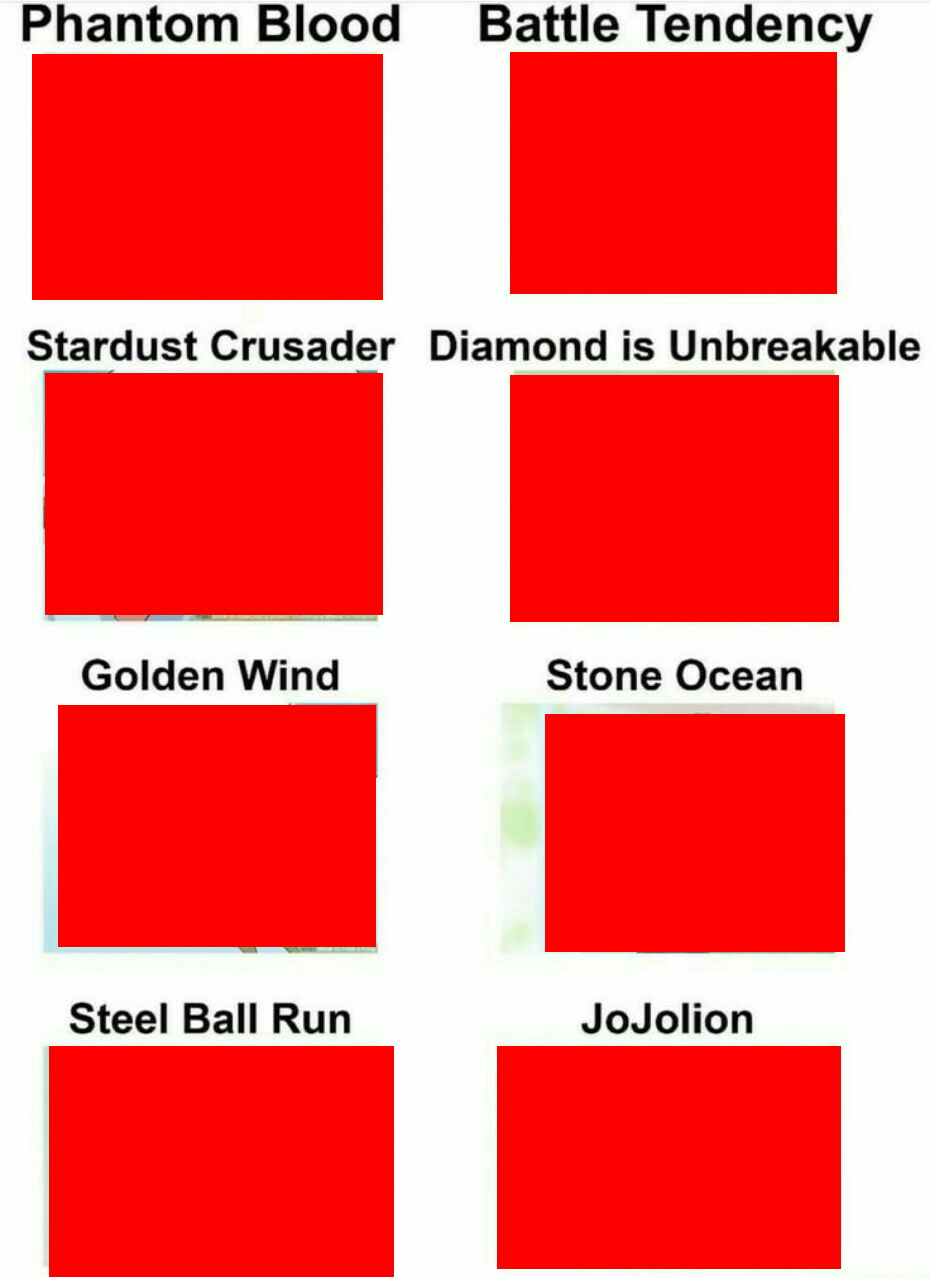 Phantom Blood
Battle Tendency
Stardust Crusader
Diamond is Unbreakable
Golden Wind
Stone Ocean
Steel Ball Run
JoJolion